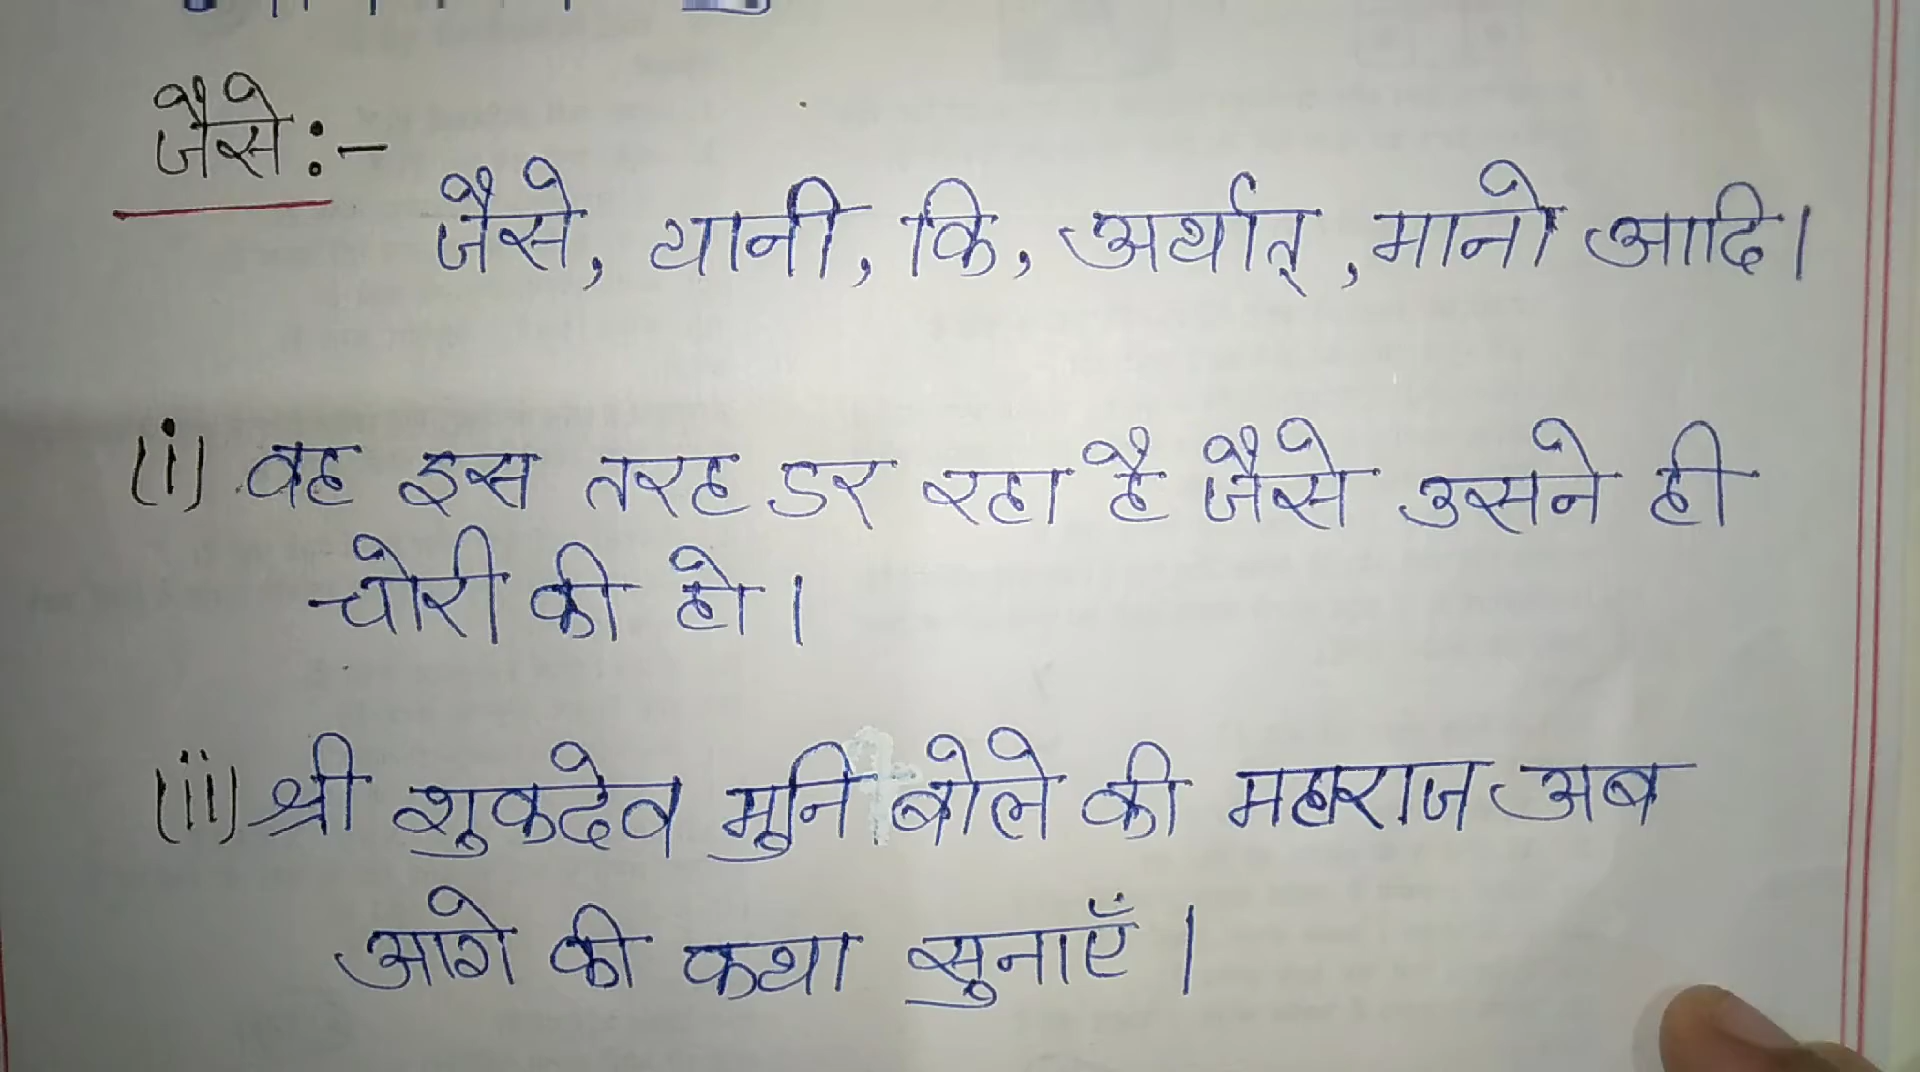 जैसे:-
जैसे, यानी, कि, अर्थात्, मानो आदि।
(i) वह इस तरह डर रहा है जैसे उसने ही
चोरी की हो।
(ii) श्री शुकदेव मुनि बोले की महाराज अब
आगे की कथा सुनाएँ।